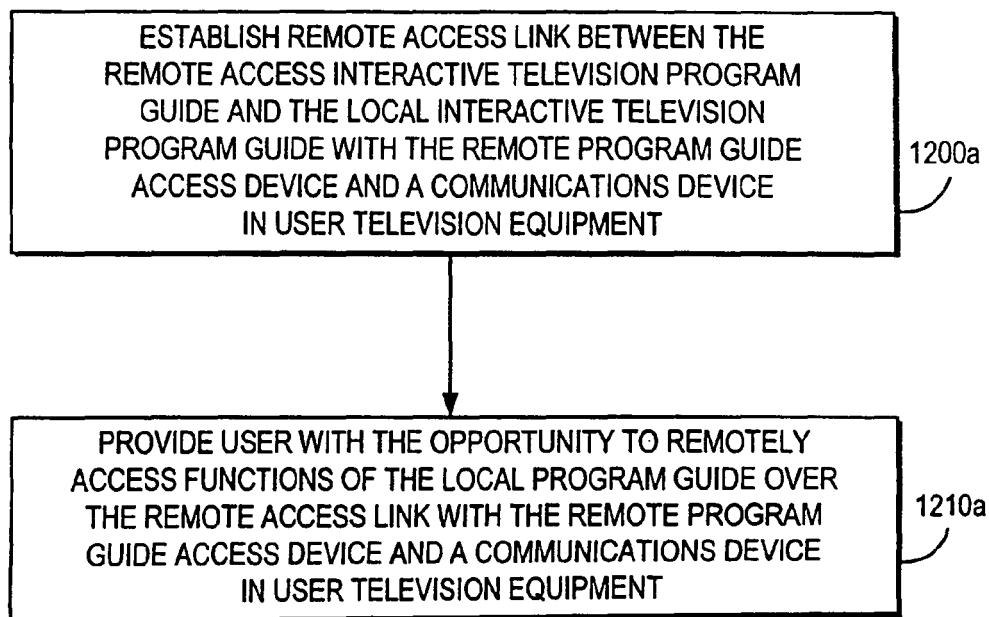 ESTABLISH REMOTE ACCESS LINK BETWEEN THE
REMOTE ACCESS INTERACTIVE TELEVISION PROGRAM
GUIDE AND THE LOCAL INTERACTIVE TELEVISION
PROGRAM GUIDE WITH THE REMOTE PROGRAM GUIDE
ACCESS DEVICE AND A COMMUNICATIONS DEVICE
IN USER TELEVISION EQUIPMENT
1200a
PROVIDE USER WITH THE OPPORTUNITY TO REMOTELY
ACCESS FUNCTIONS OF THE LOCAL PROGRAM GUIDE OVER
THE REMOTE ACCESS LINK WITH THE REMOTE PROGRAM
GUIDE ACCESS DEVICE AND A COMMUNICATIONS DEVICE
IN USER TELEVISION EQUIPMENT
1210a